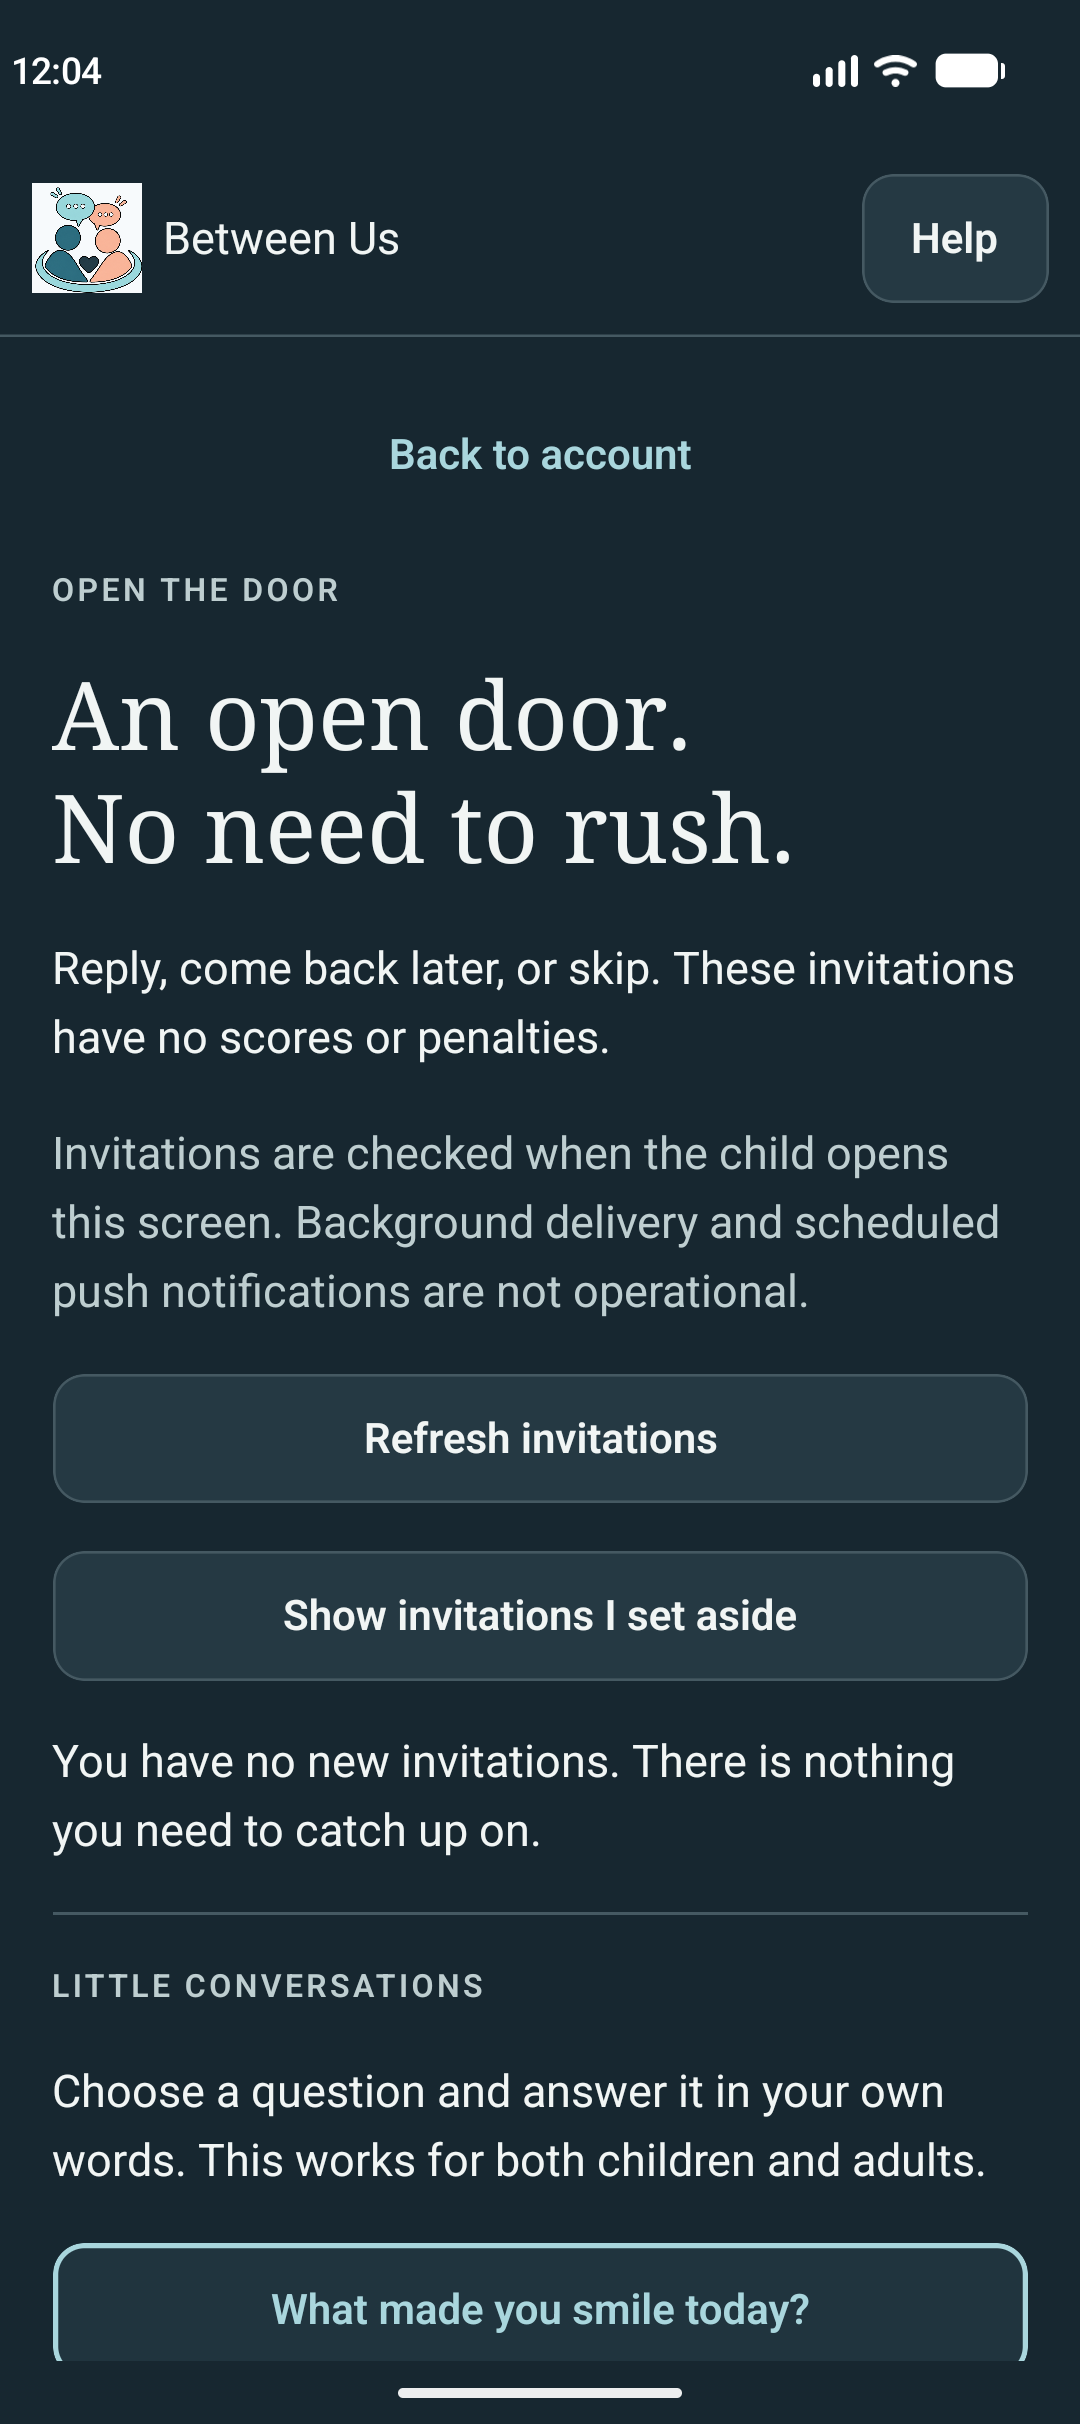 12:04
Between Us
Help
Back to account
OPEN THE DOOR
An open door.
No need to rush.
Reply, come back later, or skip. These invitations
have no scores or penalties.
Invitations are checked when the child opens
this screen. Background delivery and scheduled
push notifications are not operational.
Refresh invitations
Show invitations I set aside
You have no new invitations. There is nothing
you need to catch up on.
LITTLE CONVERSATIONS
Choose a question and answer it in your own
words. This works for both children and adults.
What made you smile today?